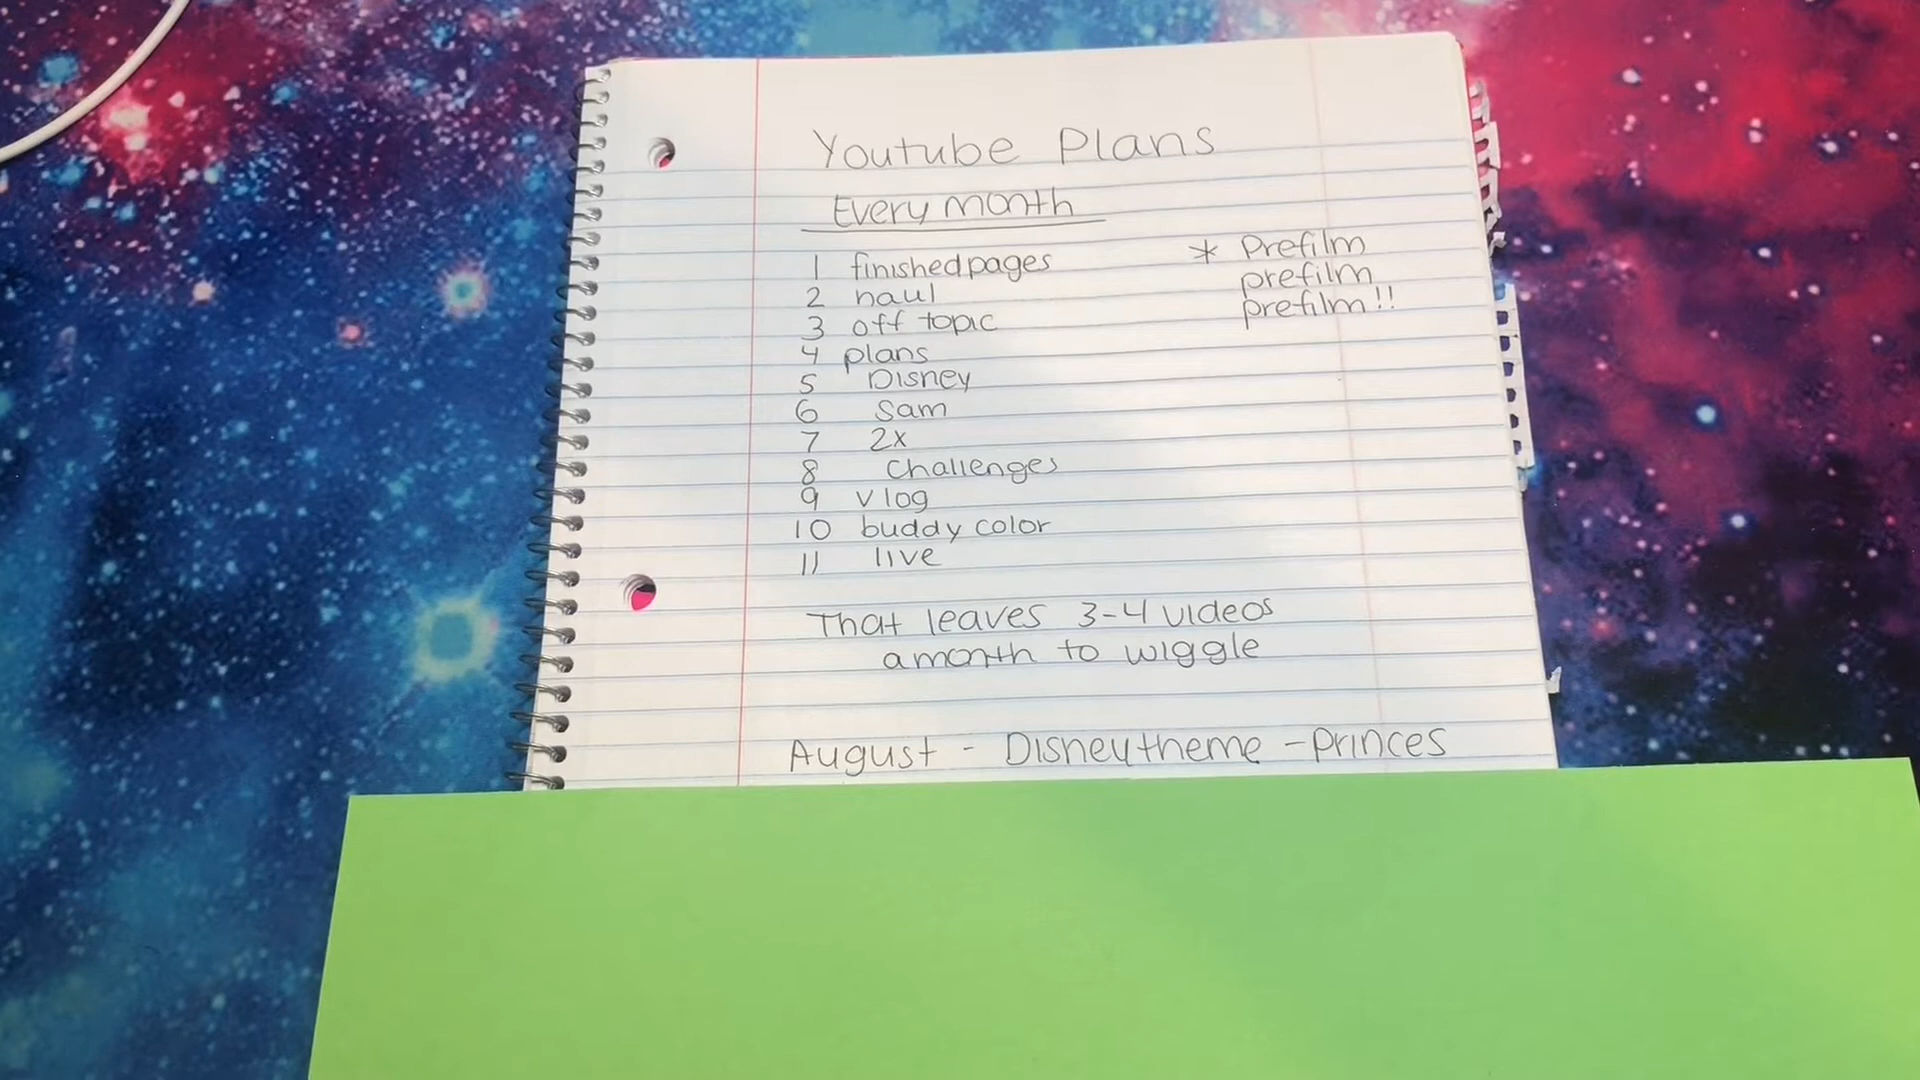 Youtube Plans
Every month
1 finished pages
2 haul
3 off topic
4 plans
5 Disney
6 Sam
7 2x
8 Challenges
9 vlog
10 buddy color
11 live
* Prefilm
prefilm
prefilm!!
That leaves 3-4 videos
a month to wiggle
August - Disney theme - Princes